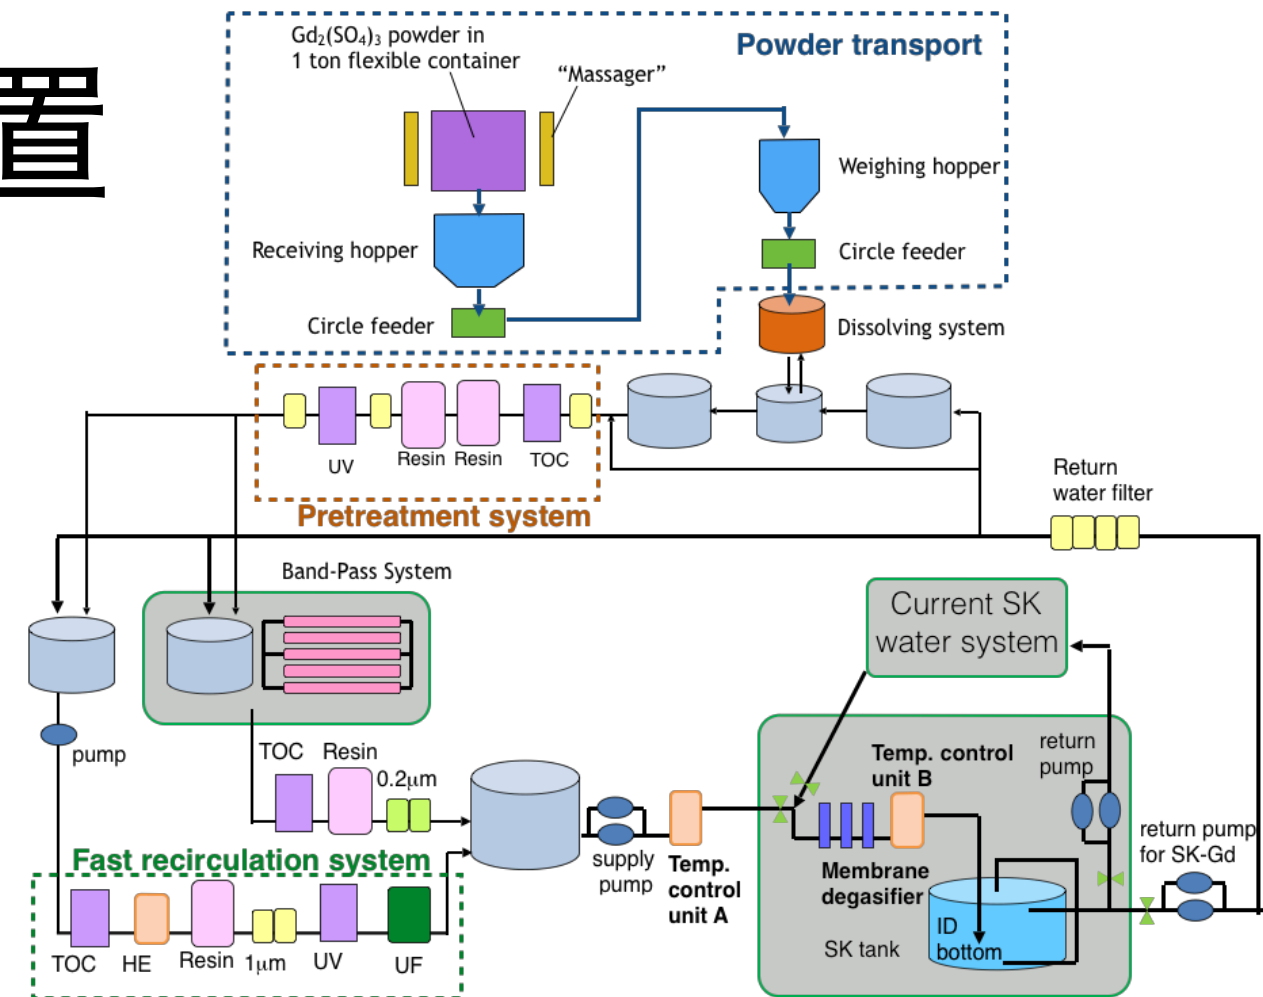 置
Gd₂(SO₄)₃ powder in
1 ton flexible container
“Massager”
Powder transport
Weighing hopper
Receiving hopper
Circle feeder
Circle feeder
Dissolving system
UV
Resin
Resin
TOC
Pretreatment system
Return
water filter
Band-Pass System
Current SK
water system
pump
TOC
Resin
0.2μm
Fast recirculation system
supply
pump
Temp.
control
unit A
Temp. control
unit B
return
pump
return pump
for SK-Gd
Membrane
degasifier
SK tank
ID
bottom
TOC
HE
Resin
1μm
UV
UF